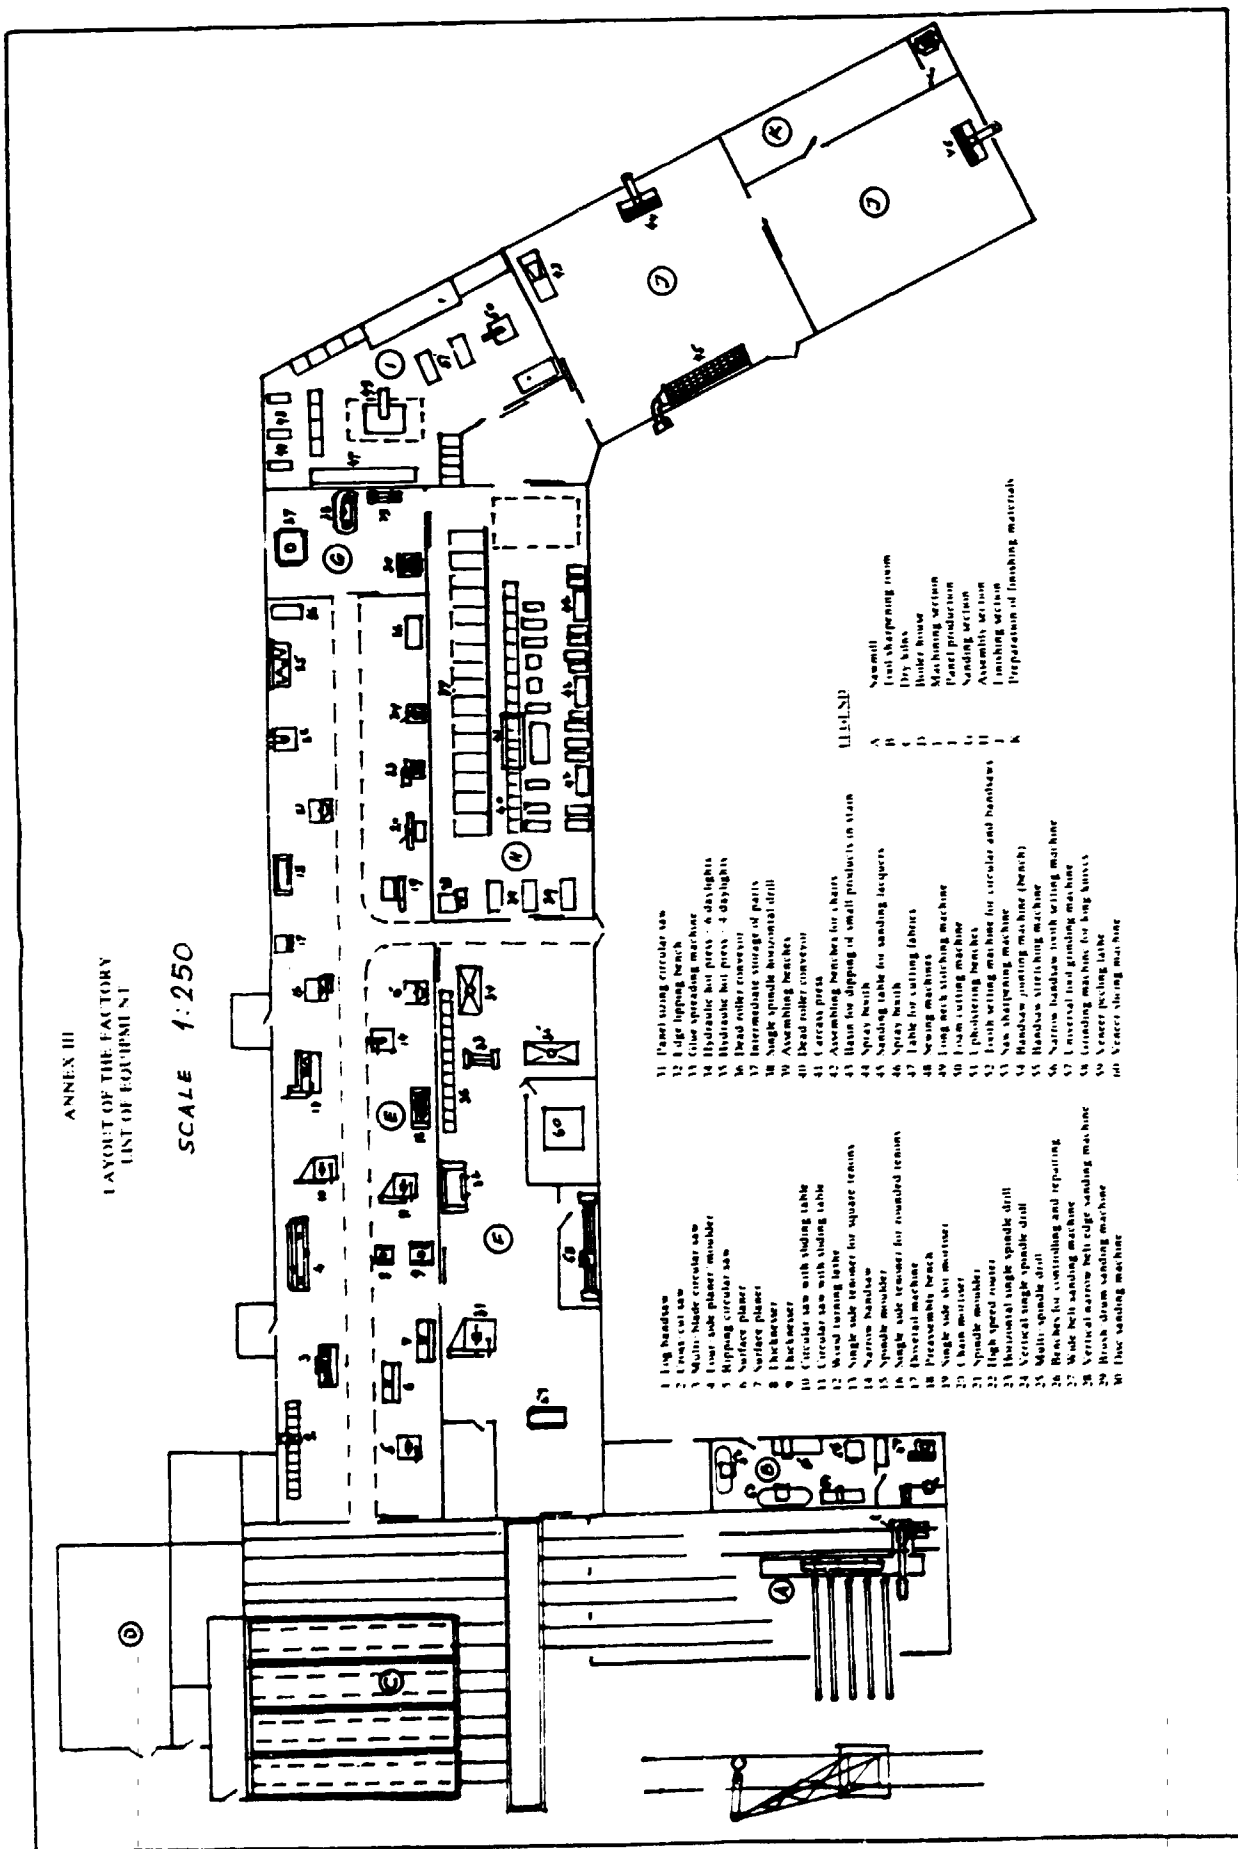 ANNEX III
LAYOUT OF THE FACTORY
LIST OF EQUIPMENT
SCALE 1:250
1 Log bandsaw
2 Cross-cut saw
3 Multi-blade circular saw
4 Four side planer/moulder
5 Ripping circular saw
6 Surface planer
7 Surface planer
8 Thicknesser
9 Thicknesser
10 Circular saw with sliding table
11 Circular saw with sliding table
12 Wood turning lathe
13 Single side tenoner for square tenons
14 Narrow bandsaw
15 Spindle moulder
16 Single side tenoner for rounded tenons
17 Dovetail machine
18 Preassembly bench
19 Single side slot mortiser
20 Chain mortiser
21 Spindle moulder
22 High speed router
23 Horizontal single spindle drill
24 Vertical single spindle drill
25 Multi-spindle drill
26 Benches for controlling and repairing
27 Wide belt sanding machine
28 Vertical narrow belt edge sanding machine
29 Brush drum sanding machine
30 Disc sanding machine
31 Panel sizing circular saw
32 Edge lipping bench
33 Glue spreading machine
34 Hydraulic hot press - 6 daylights
35 Hydraulic hot press - 3 daylights
36 Dead roller conveyor
37 Intermediate storage of parts
38 Single spindle horizontal drill
39 Assembling benches
40 Dead roller conveyor
41 Carcass press
42 Assembling benches for chairs
43 Basin for dipping of small products in stain
44 Spray booth
45 Sanding table for sanding lacquers
46 Spray booth
47 Table for cutting fabrics
48 Sewing machines
49 Long neck stitching machine
50 Foam cutting machine
51 Upholstering benches
52 Tooth setting machine for circular and bandsaws
53 Saw sharpening machine
54 Bandsaw jointing machine (bench)
55 Bandsaw stretching machine
56 Narrow bandsaw tooth setting machine
57 Universal tool grinding machine
58 Grinding machine for long knives
59 Veneer peeling lathe
60 Veneer slicing machine
LEGEND
A Sawmill
B Tool sharpening room
C Dry kilns
D Boiler house
Machining section
Panel production
G Sanding section
H Assembly section
J Finishing section
K Preparation of finishing materials